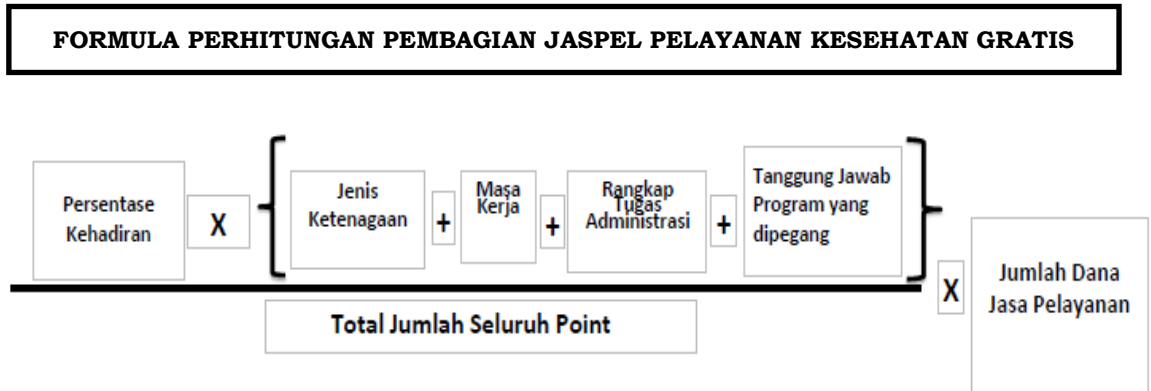 FORMULA PERHITUNGAN PEMBAGIAN JASPEL PELAYANAN KESEHATAN GRATIS
Persentase
Kehadiran
X
Jenis
Ketenagaan
+
Masa
Kerja
+
Rangkap
Tugas
Administrasi
+
Tanggung Jawab
Program yang
dipegang
Total Jumlah Seluruh Point
X
Jumlah Dana
Jasa Pelayanan